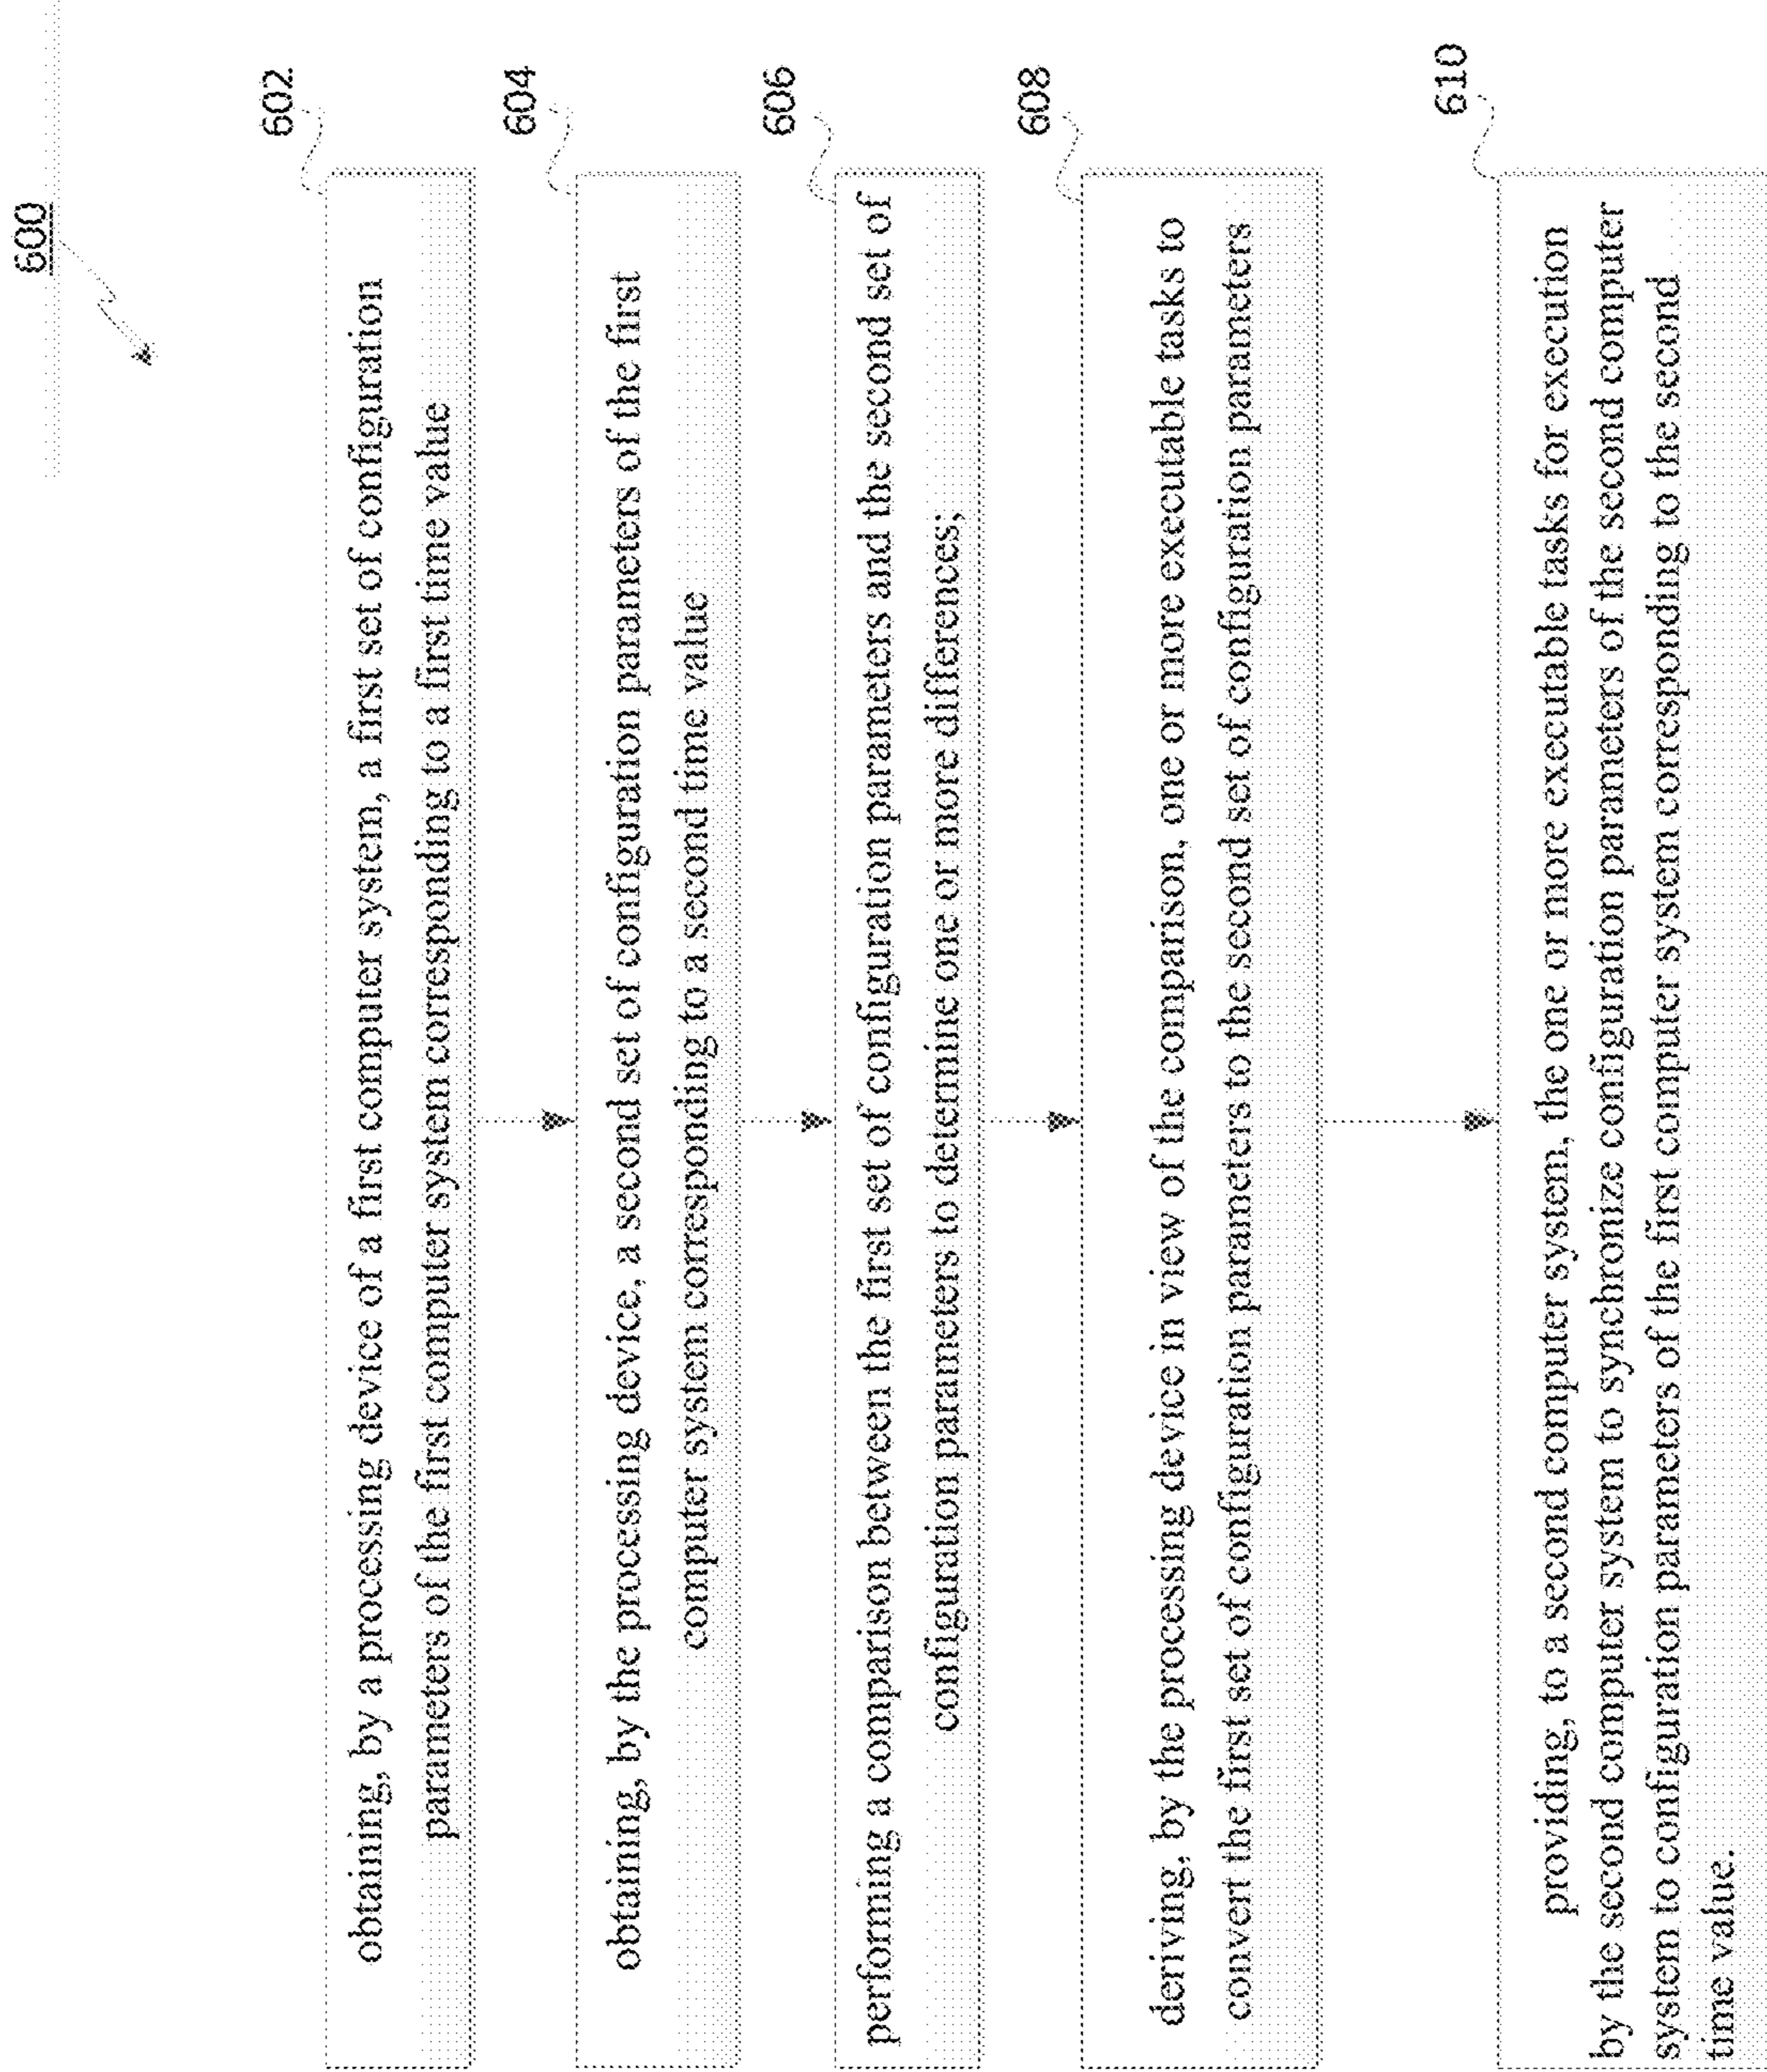 600
602
obtaining, by a processing device of a first computer system, a first set of configuration
parameters of the first computer system corresponding to a first time value
604
obtaining, by the processing device, a second set of configuration parameters of the first
computer system corresponding to a second time value
606
performing a comparison between the first set of configuration parameters and the second set of
configuration parameters to determine one or more differences;
608
deriving, by the processing device in view of the comparison, one or more executable tasks to
convert the first set of configuration parameters to the second set of configuration parameters
610
providing, to a second computer system, the one or more executable tasks for execution
by the second computer system to synchronize configuration parameters of the second computer
system to configuration parameters of the first computer system corresponding to the second
time value.